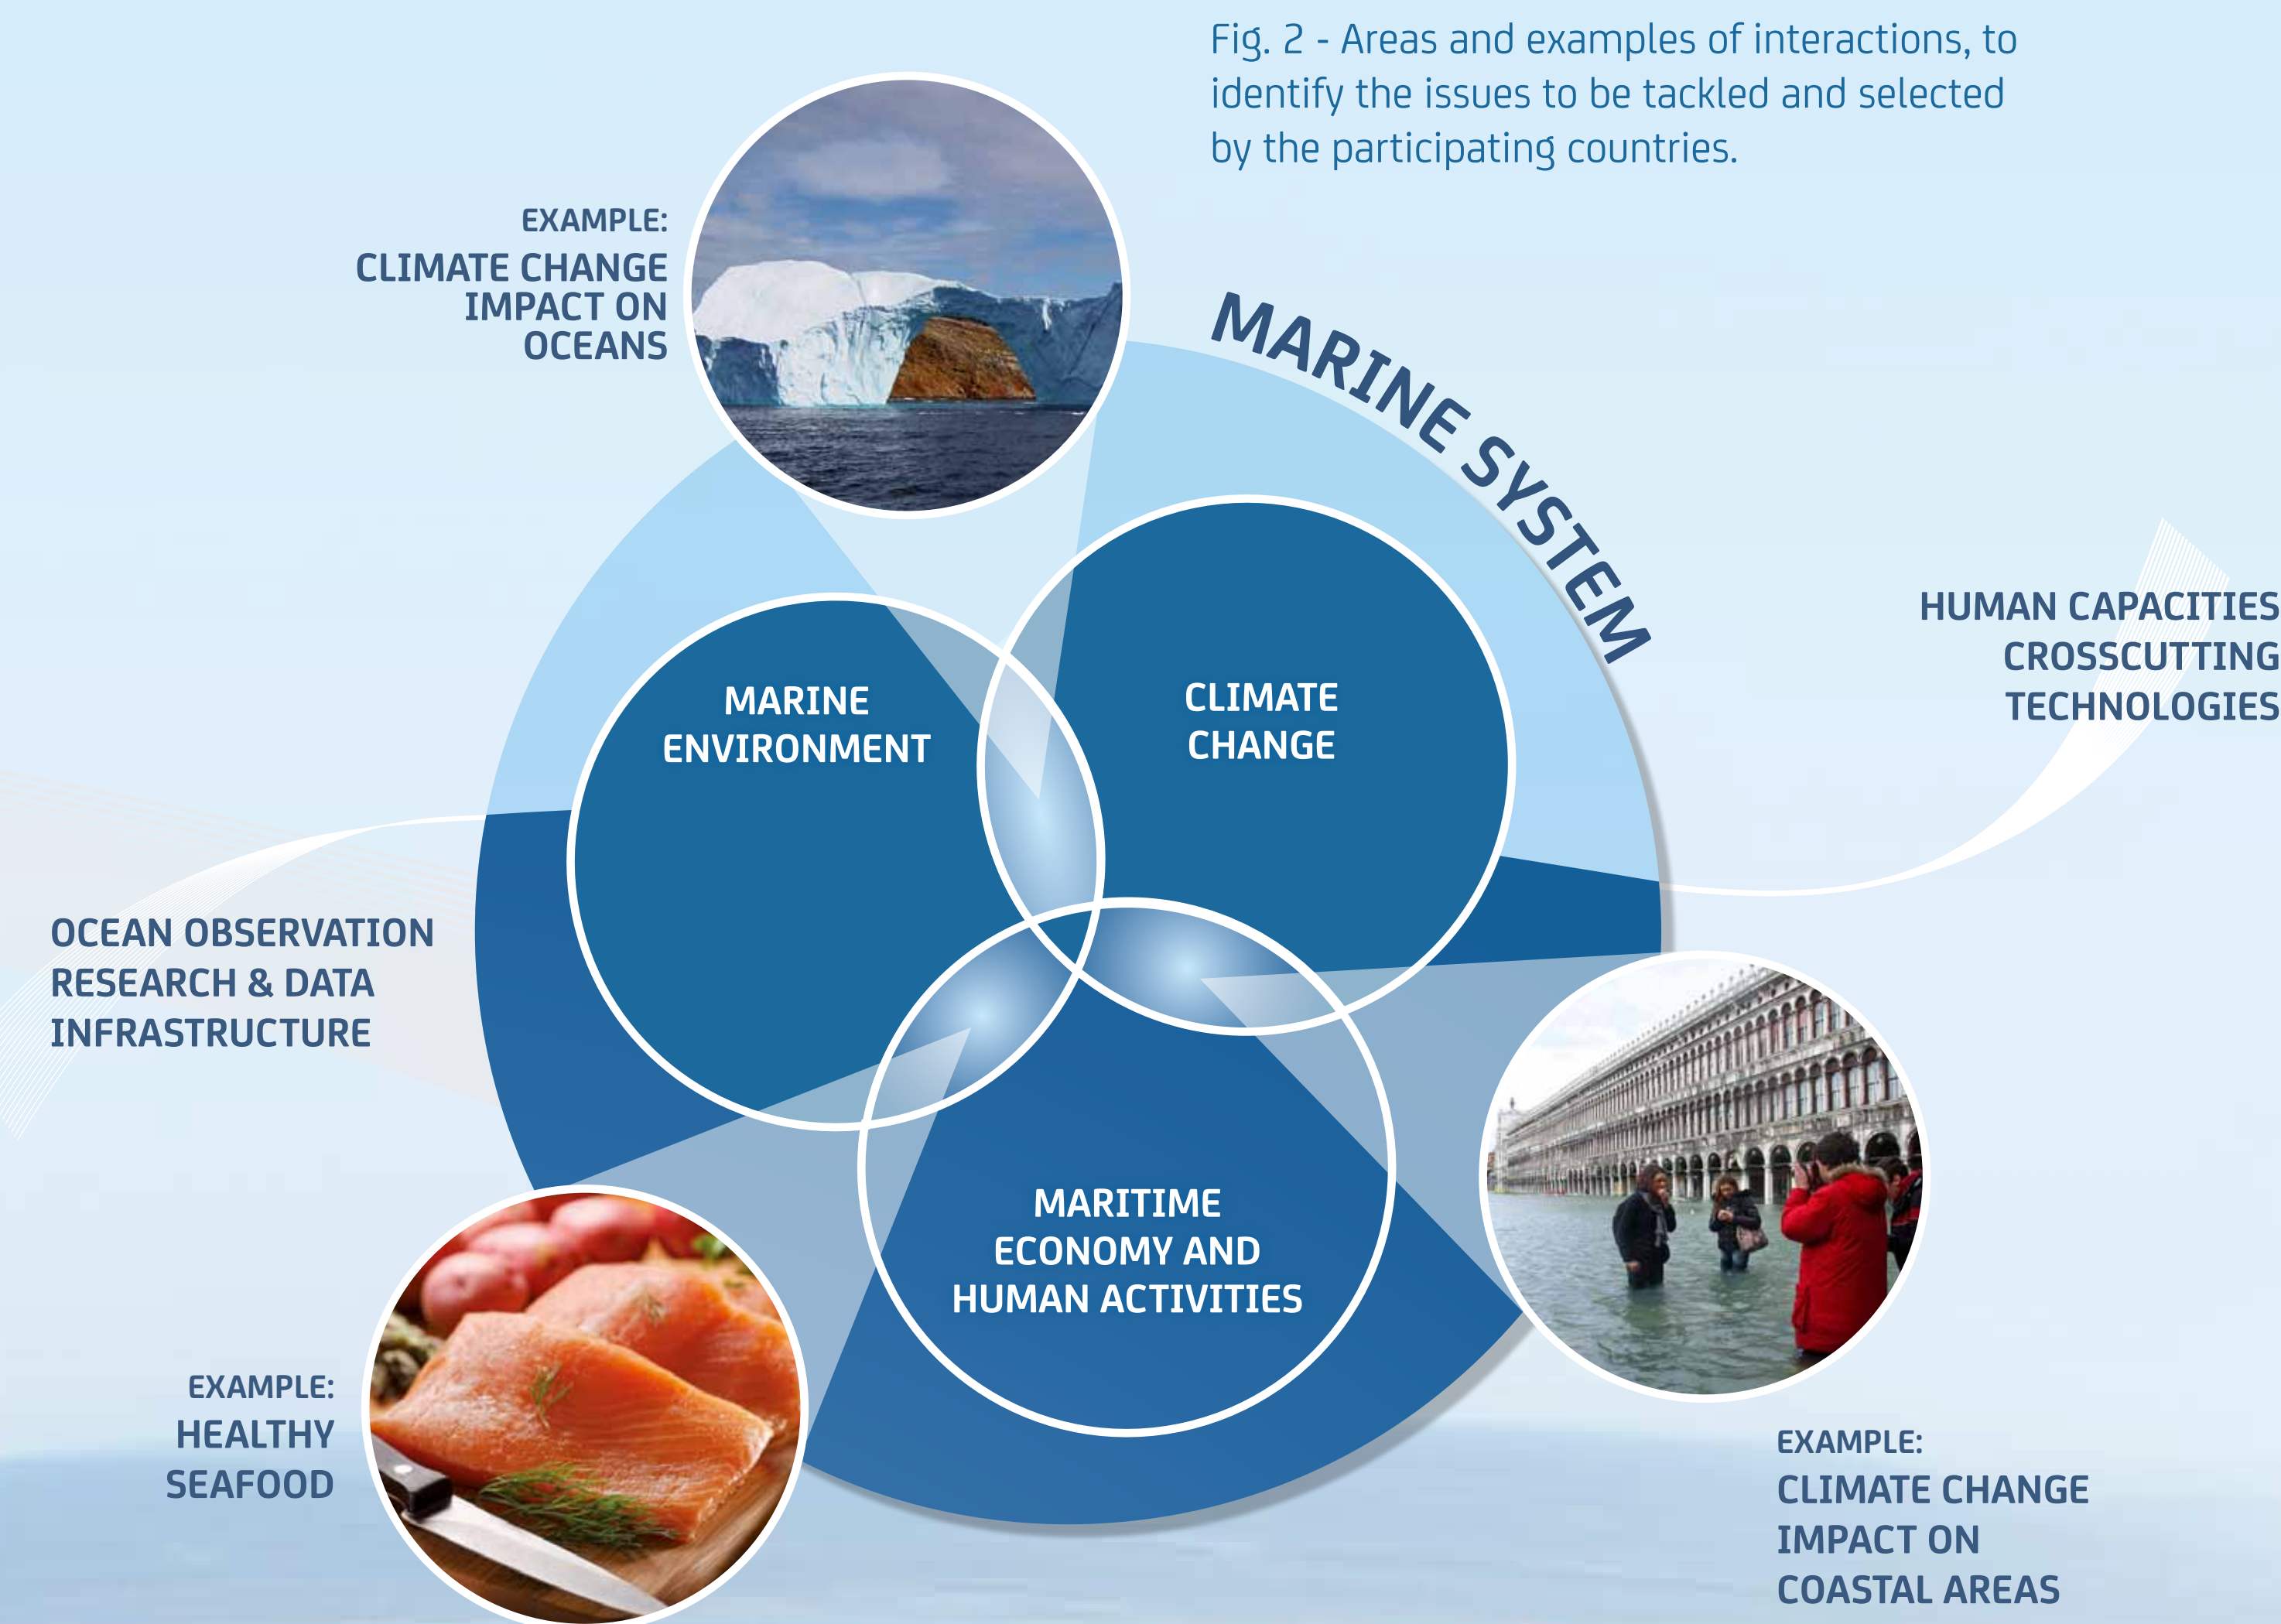 Fig. 2 - Areas and examples of interactions, to
identify the issues to be tackled and selected
by the participating countries.
EXAMPLE:
CLIMATE CHANGE
IMPACT ON
OCEANS
MARINE SYSTEM
HUMAN CAPACITIES
CROSSCUTTING
TECHNOLOGIES
MARINE
ENVIRONMENT
CLIMATE
CHANGE
OCEAN OBSERVATION
RESEARCH & DATA
INFRASTRUCTURE
MARITIME
ECONOMY AND
HUMAN ACTIVITIES
EXAMPLE:
HEALTHY
SEAFOOD
EXAMPLE:
CLIMATE CHANGE
IMPACT ON
COASTAL AREAS